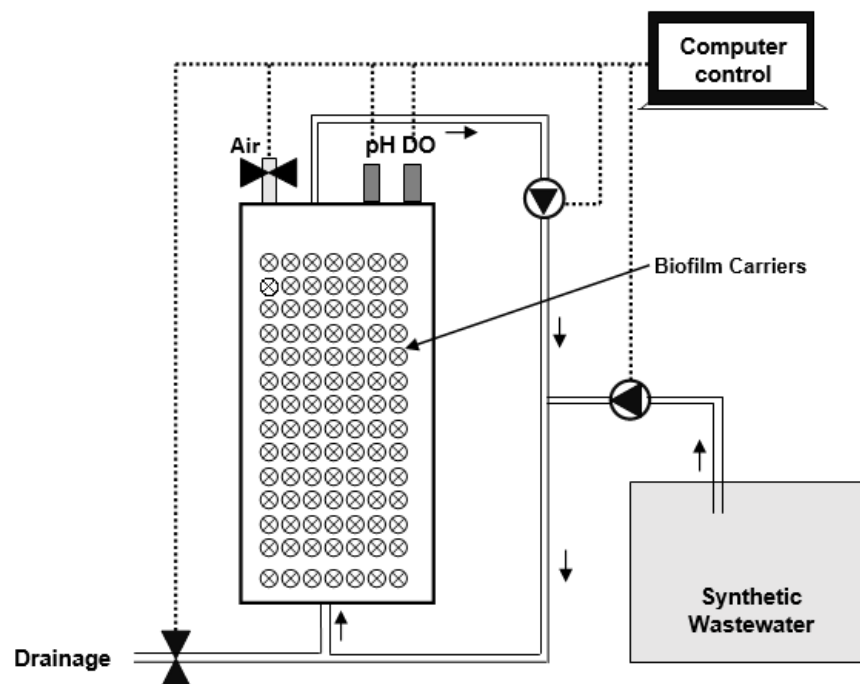 Computer
control
Air
pH DO
Biofilm Carriers
Synthetic
Wastewater
Drainage